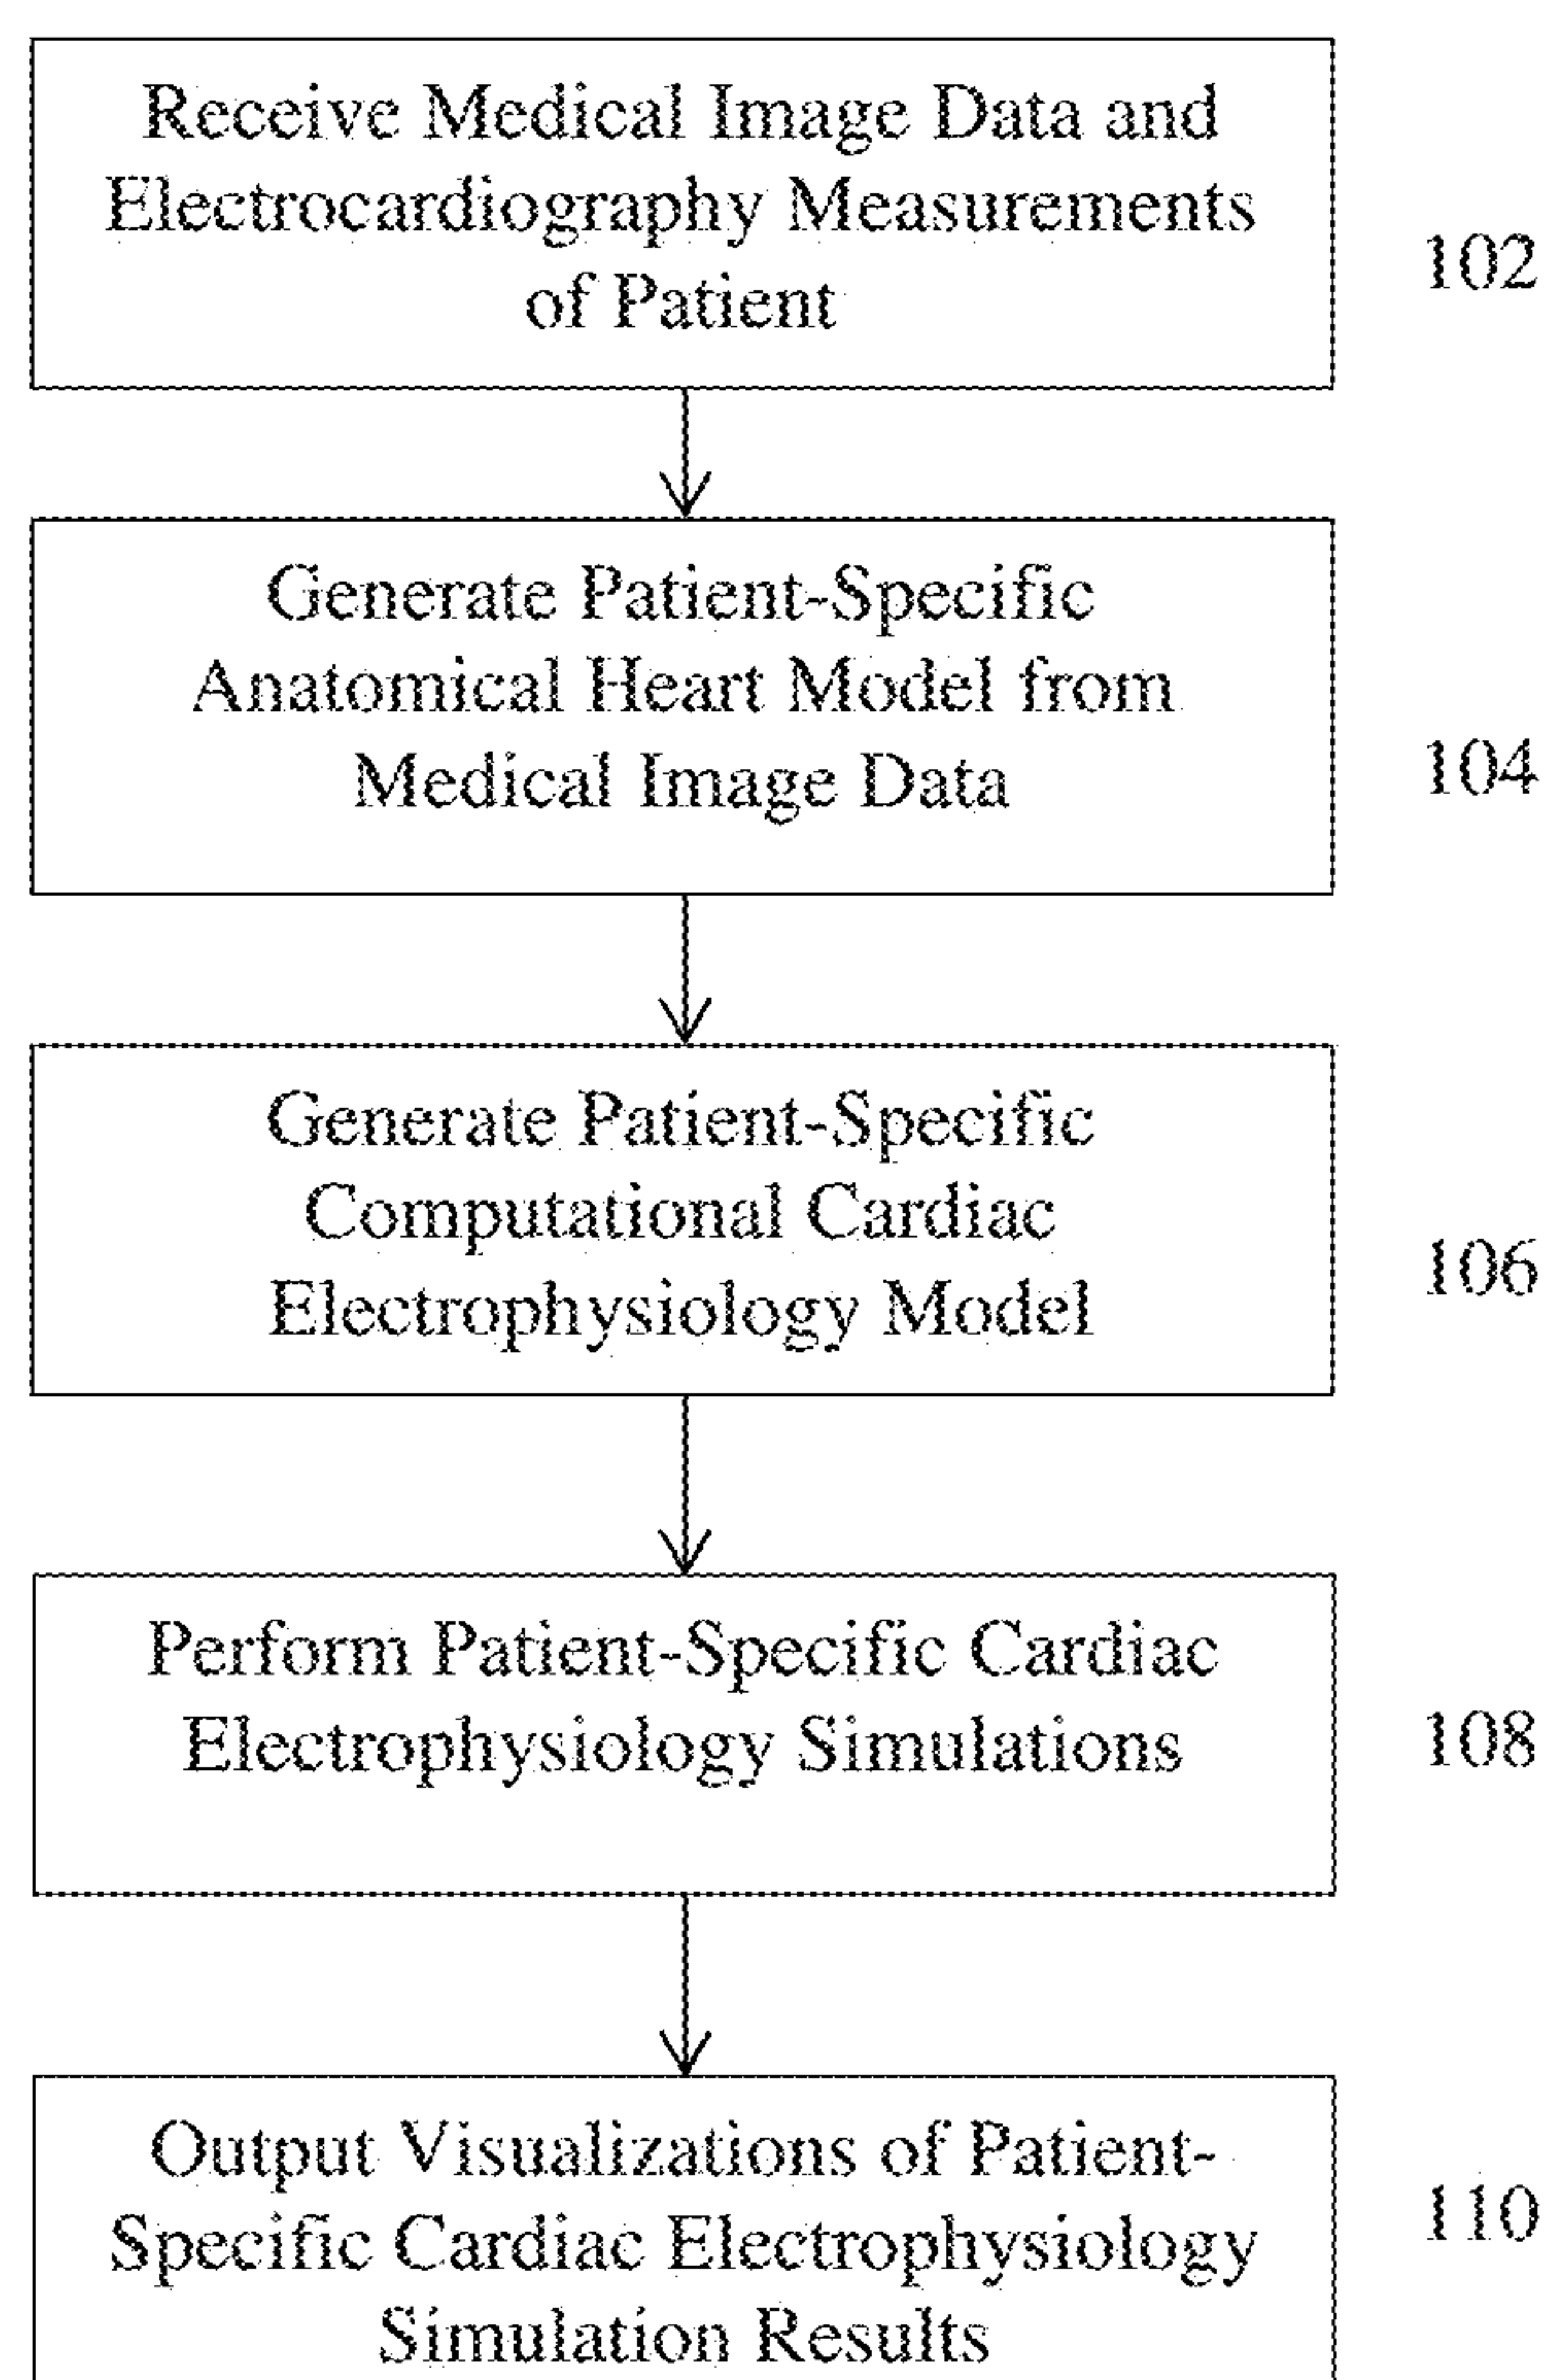 Receive Medical Image Data and
Electrocardiography Measurements
of Patient
102
Generate Patient-Specific
Anatomical Heart Model from
Medical Image Data
104
Generate Patient-Specific
Computational Cardiac
Electrophysiology Model
106
Perform Patient-Specific Cardiac
Electrophysiology Simulations
108
Output Visualizations of Patient-
Specific Cardiac Electrophysiology
Simulation Results
110